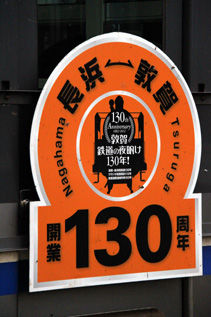 長浜↔敦賀
Nagahama
Tsuruga
130th
Anniversary
敦賀
鉄道の夜明け
130年!
開業130周年